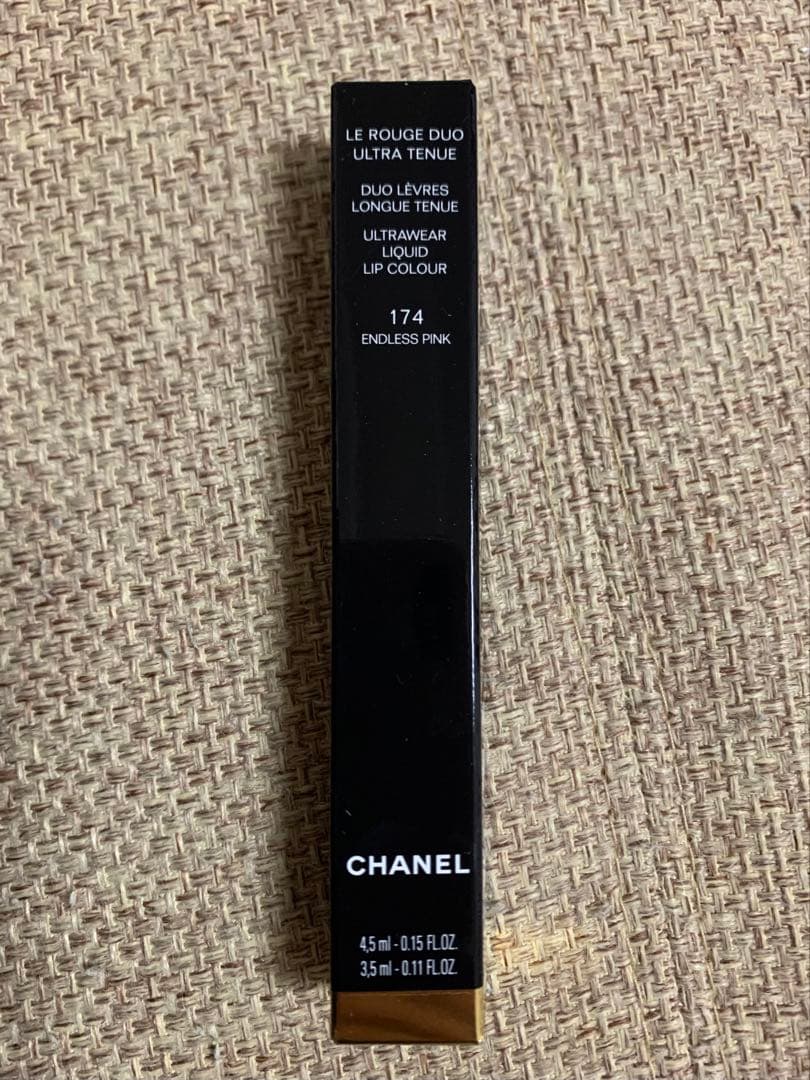 LE ROUGE DUO
ULTRA TENUE
DUO LÈVRES
LONGUE TENUE
ULTRAWEAR
LIQUID
LIP COLOUR
174
ENDLESS PINK
CHANEL
4,5 ml - 0.15 FL.OZ.
3,5 ml - 0.11 FL.OZ.